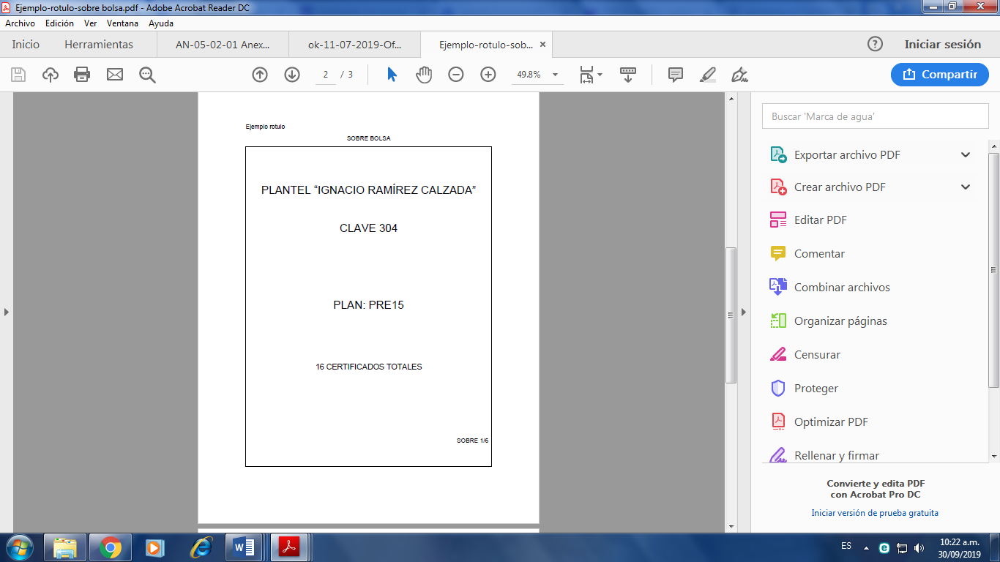 Ejemplo-rotulo-sobre bolsa.pdf - Adobe Acrobat Reader DC
Archivo Edición Ver Ventana Ayuda
Inicio Herramientas AN-05-02-01 Anex... ok-11-07-2019-Of... Ejemplo-rotulo-sob... × Iniciar sesión
2 / 3 49.8% Compartir
Ejemplo rotulo
SOBRE BOLSA
PLANTEL “IGNACIO RAMÍREZ CALZADA”
CLAVE 304
PLAN: PRE15
16 CERTIFICADOS TOTALES
SOBRE 1/6
Buscar 'Marca de agua'
Exportar archivo PDF
Crear archivo PDF
Editar PDF
Comentar
Combinar archivos
Organizar páginas
Censurar
Proteger
Optimizar PDF
Rellenar y firmar
Convierte y edita PDF
con Acrobat Pro DC
Iniciar versión de prueba gratuita
ES
10:22 a.m.
30/09/2019